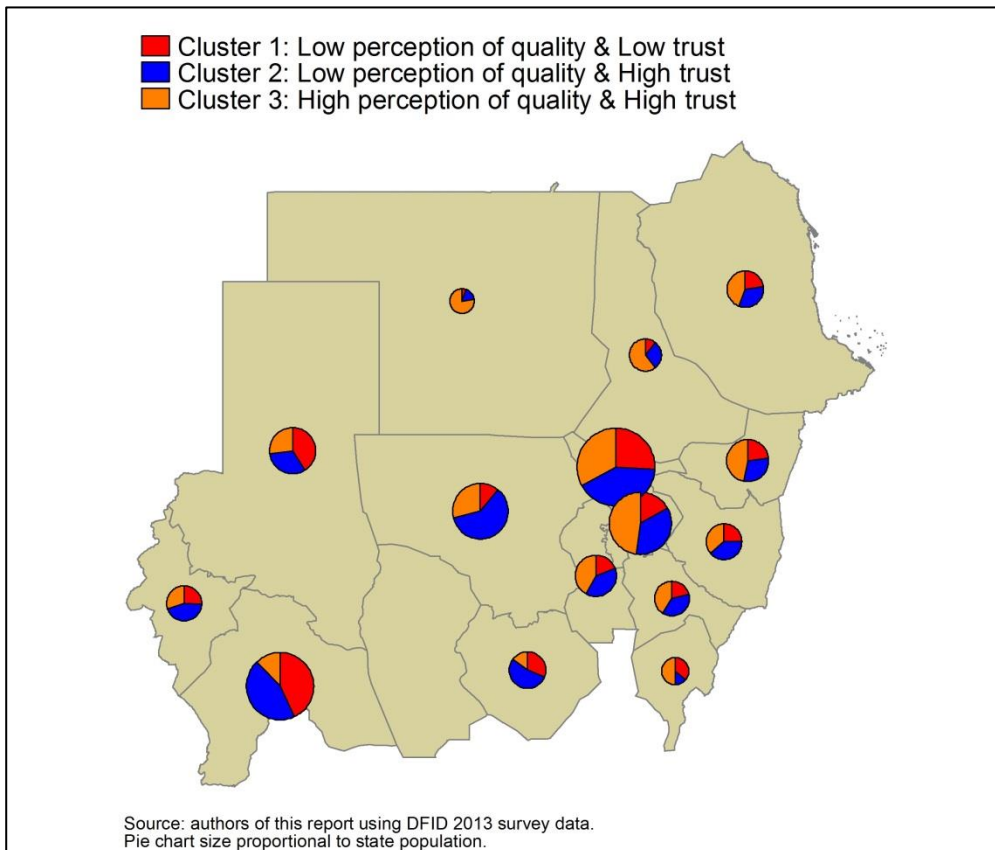 Cluster 1: Low perception of quality & Low trust
Cluster 2: Low perception of quality & High trust
Cluster 3: High perception of quality & High trust
Source: authors of this report using DFID 2013 survey data.
Pie chart size proportional to state population.